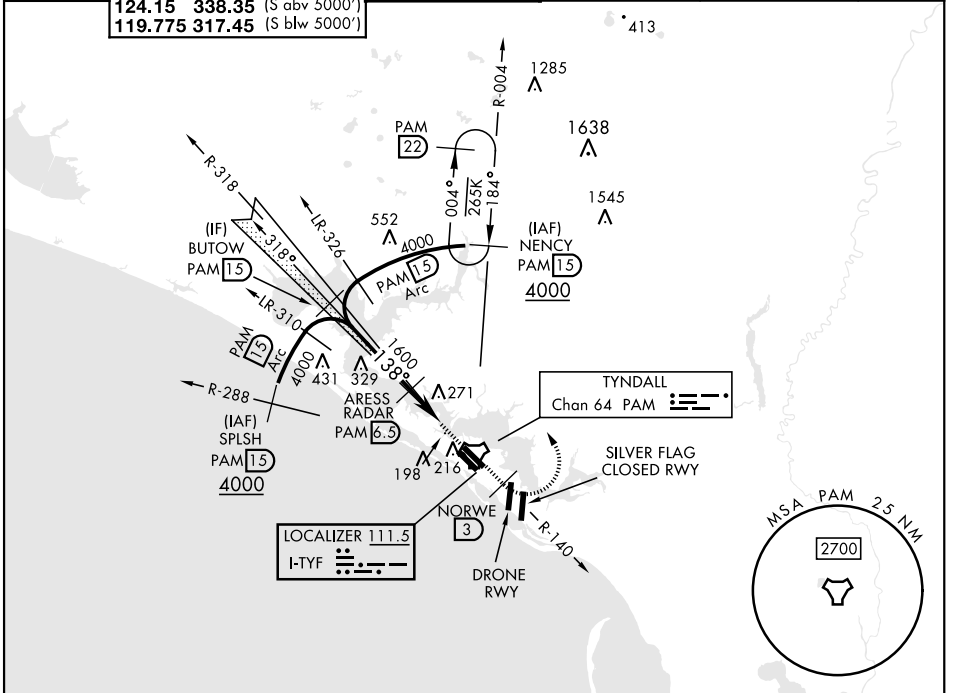 124.15 338.35 (S abv 5000')
119.775 317.45 (S blw 5000')
413
1285
1638
1545
R-004
PAM
22
004°
265K
184°
(IAF)
NENCY
PAM 15
4000
552
4000
PAM 15
Arc
R-318
318°
LR-326
(IF)
BUTOW
PAM 15
LR-310
PAM
15
Arc
4000
431
329
1600
138°
R-288
(IAF)
SPLSH
PAM 15
4000
ARESS
RADAR
PAM 6.5
271
198
216
TYNDALL
Chan 64 PAM
SILVER FLAG
CLOSED RWY
NORWE
3
R-140
DRONE
RWY
LOCALIZER 111.5
I-TYF
MSA PAM 25 NM
2700